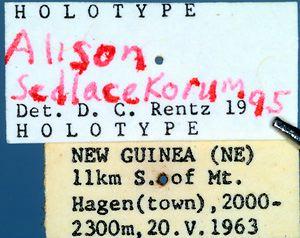 HOLOTYPE
Alison
Sedlacekorum.
Det. D. C. Rentz 1995
HOLOTYPE
NEW GUINEA (NE)
11km S. of Mt.
Hagen(town),2000-
2300m,20.V.1963